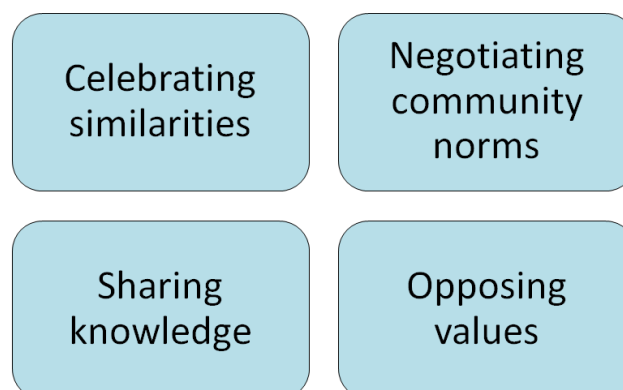 Celebrating
similarities
Negotiating
community
norms
Sharing
knowledge
Opposing
values